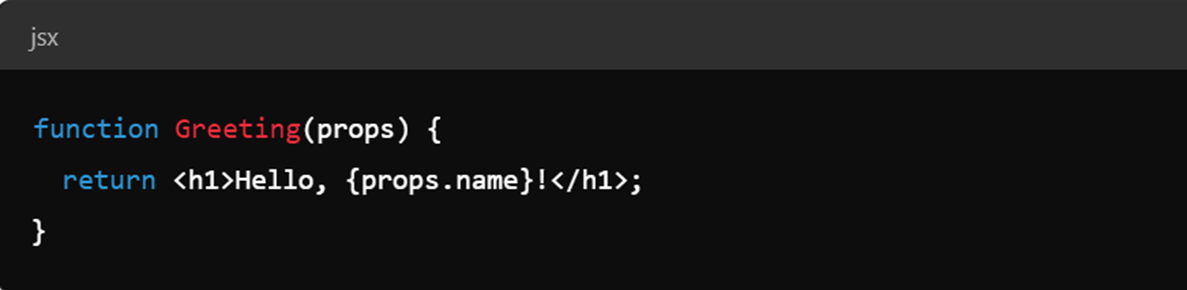 jsx
function Greeting(props) {
  return <h1>Hello, {props.name}!</h1>;
}